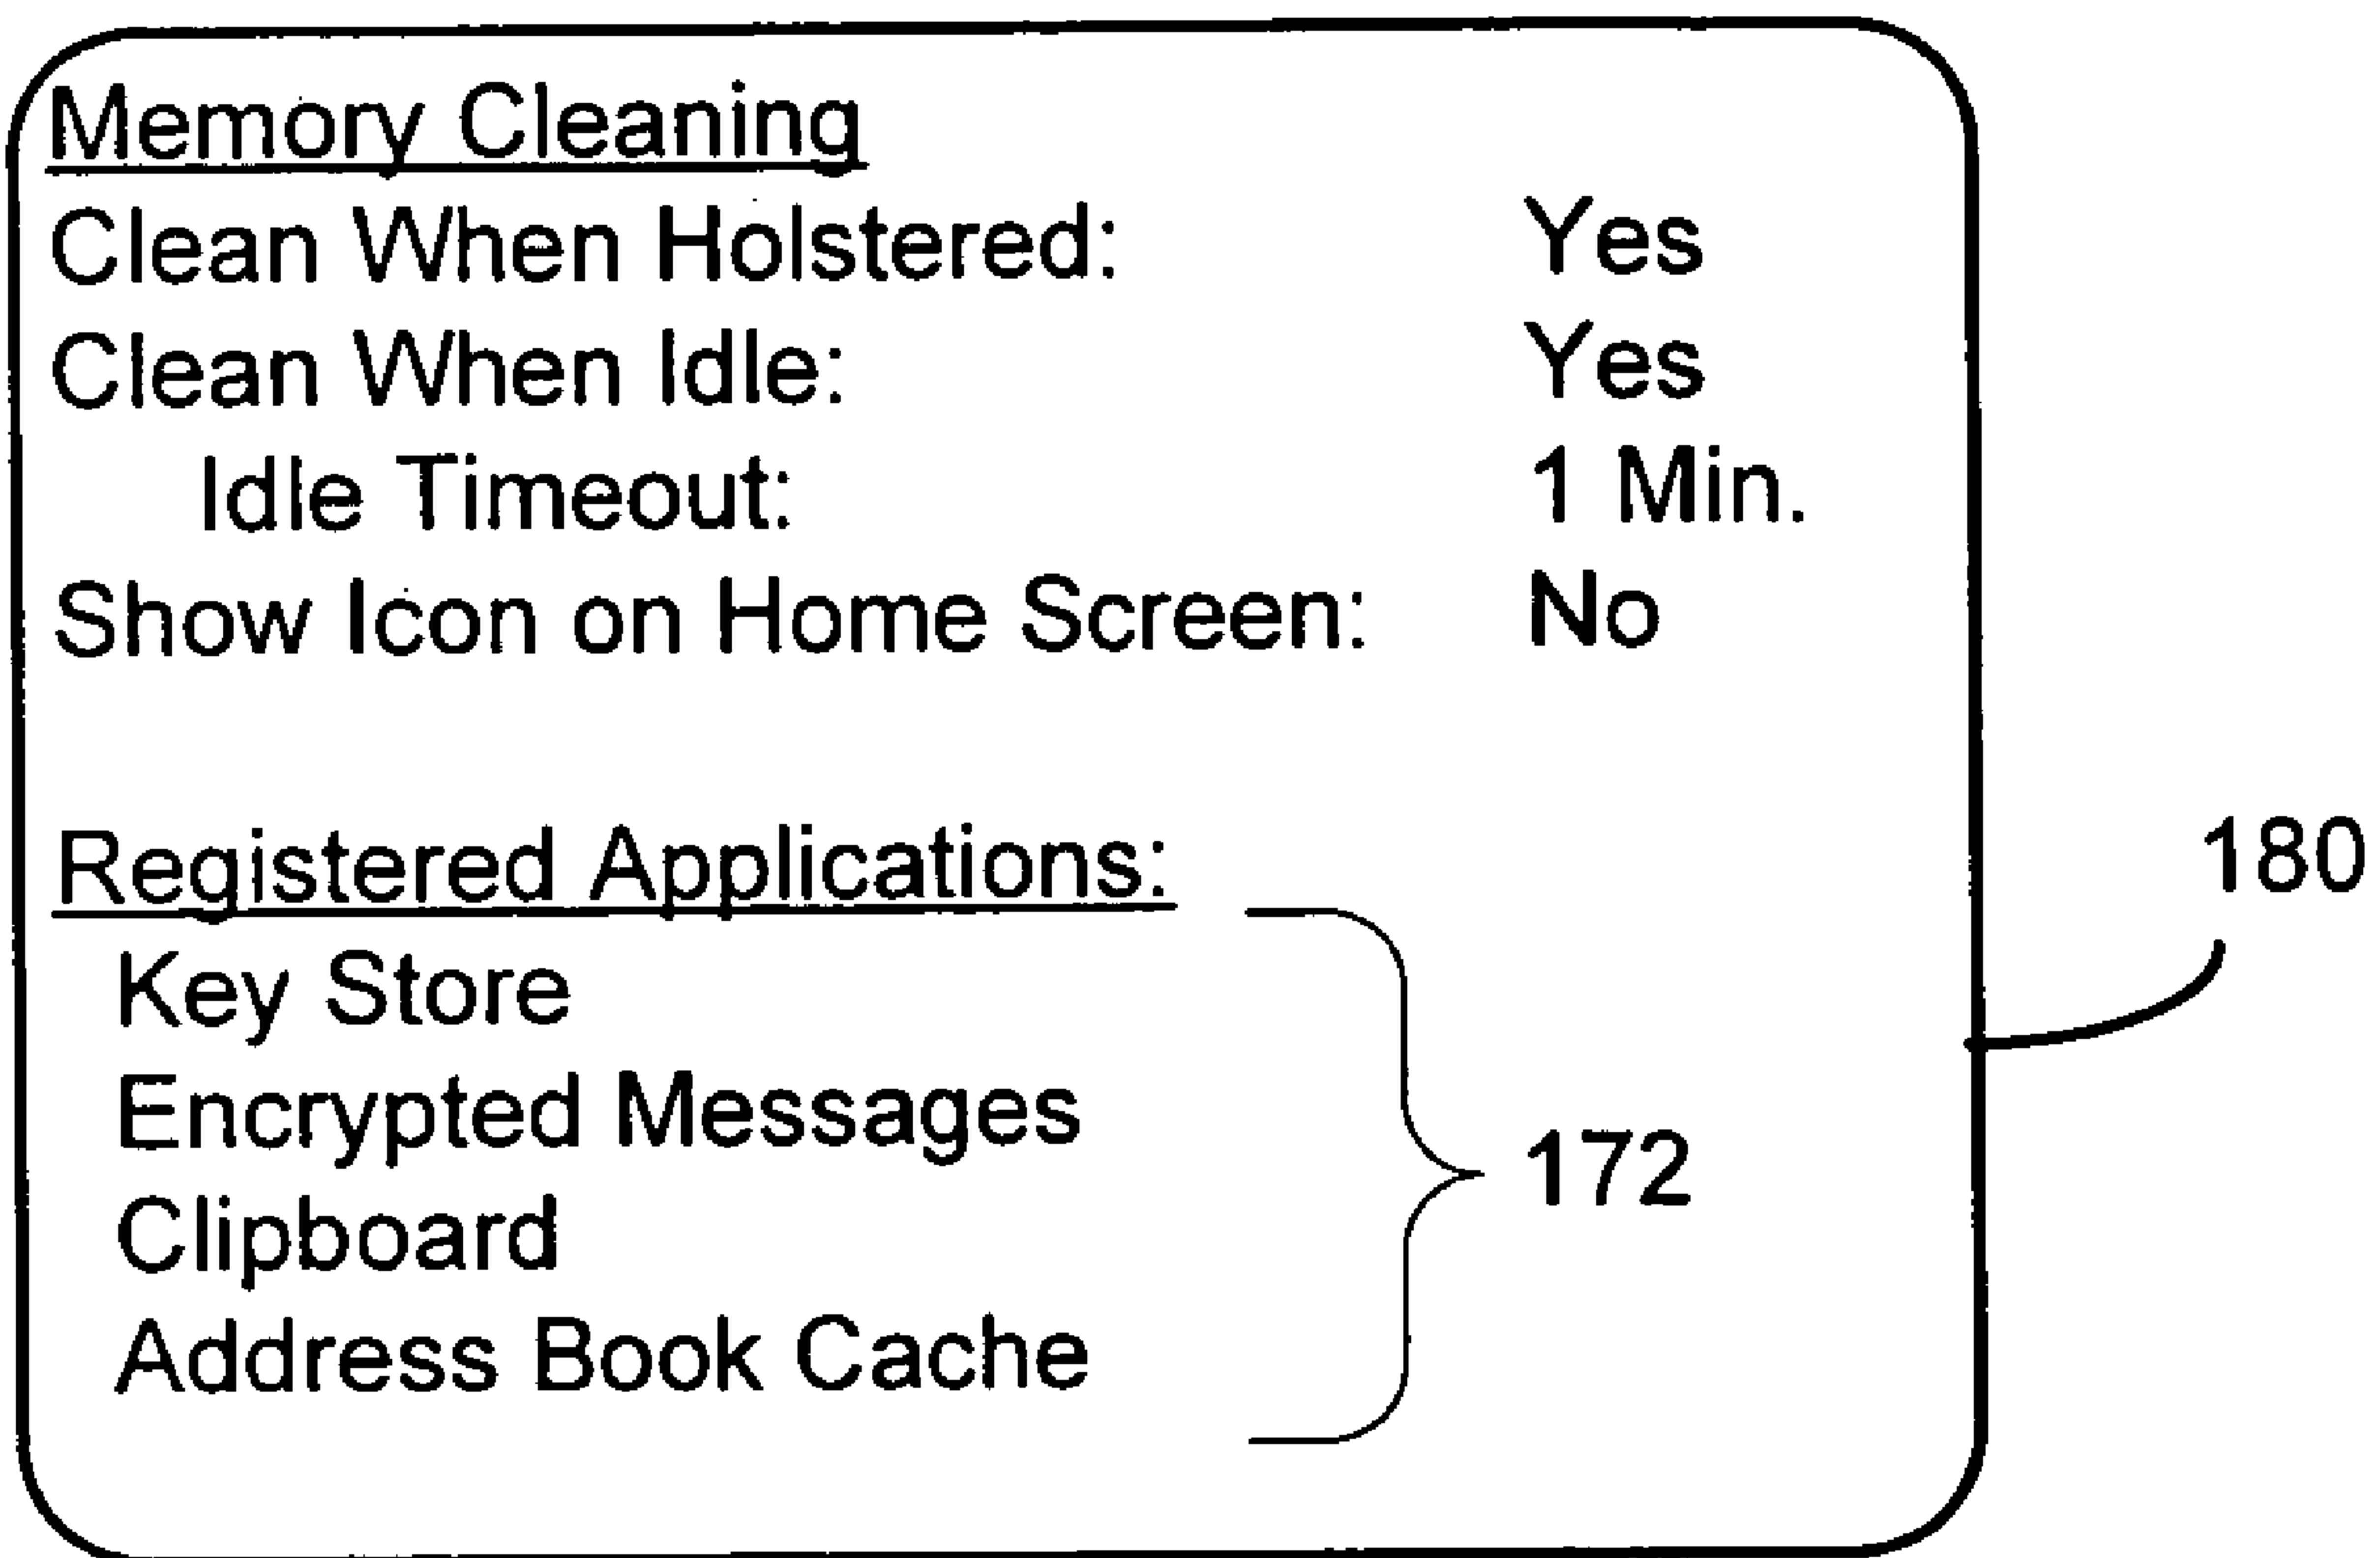 Memory Cleaning
Clean When Holstered: Yes
Clean When Idle: Yes
Idle Timeout: 1 Min.
Show Icon on Home Screen: No
Registered Applications:
180
Key Store
Encrypted Messages
172
Clipboard
Address Book Cache